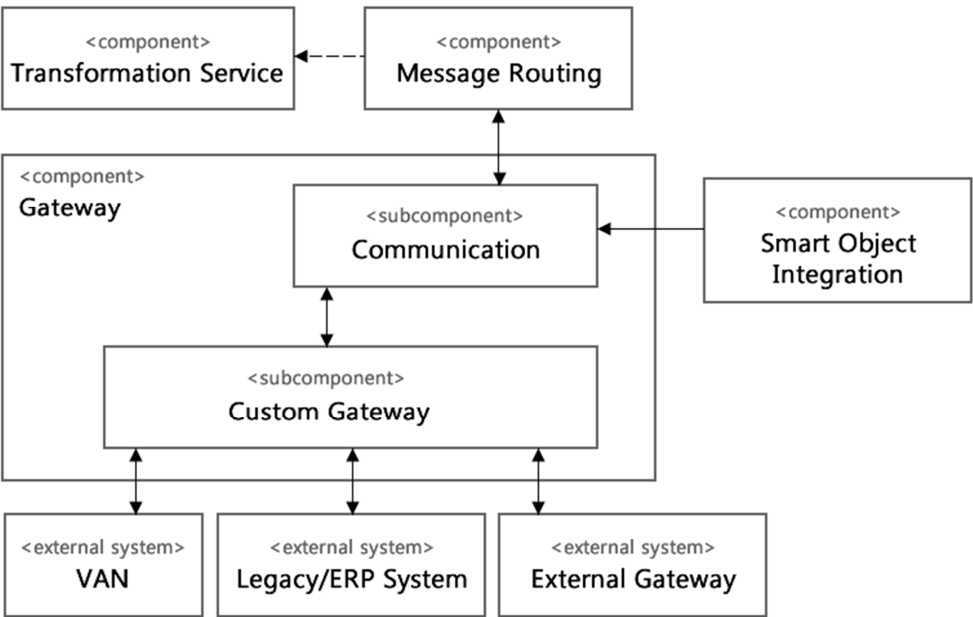 <component>
Transformation Service
<component>
Message Routing
<component>
Gateway
<subcomponent>
Communication
<component>
Smart Object
Integration
<subcomponent>
Custom Gateway
<external system>
VAN
<external system>
Legacy/ERP System
<external system>
External Gateway